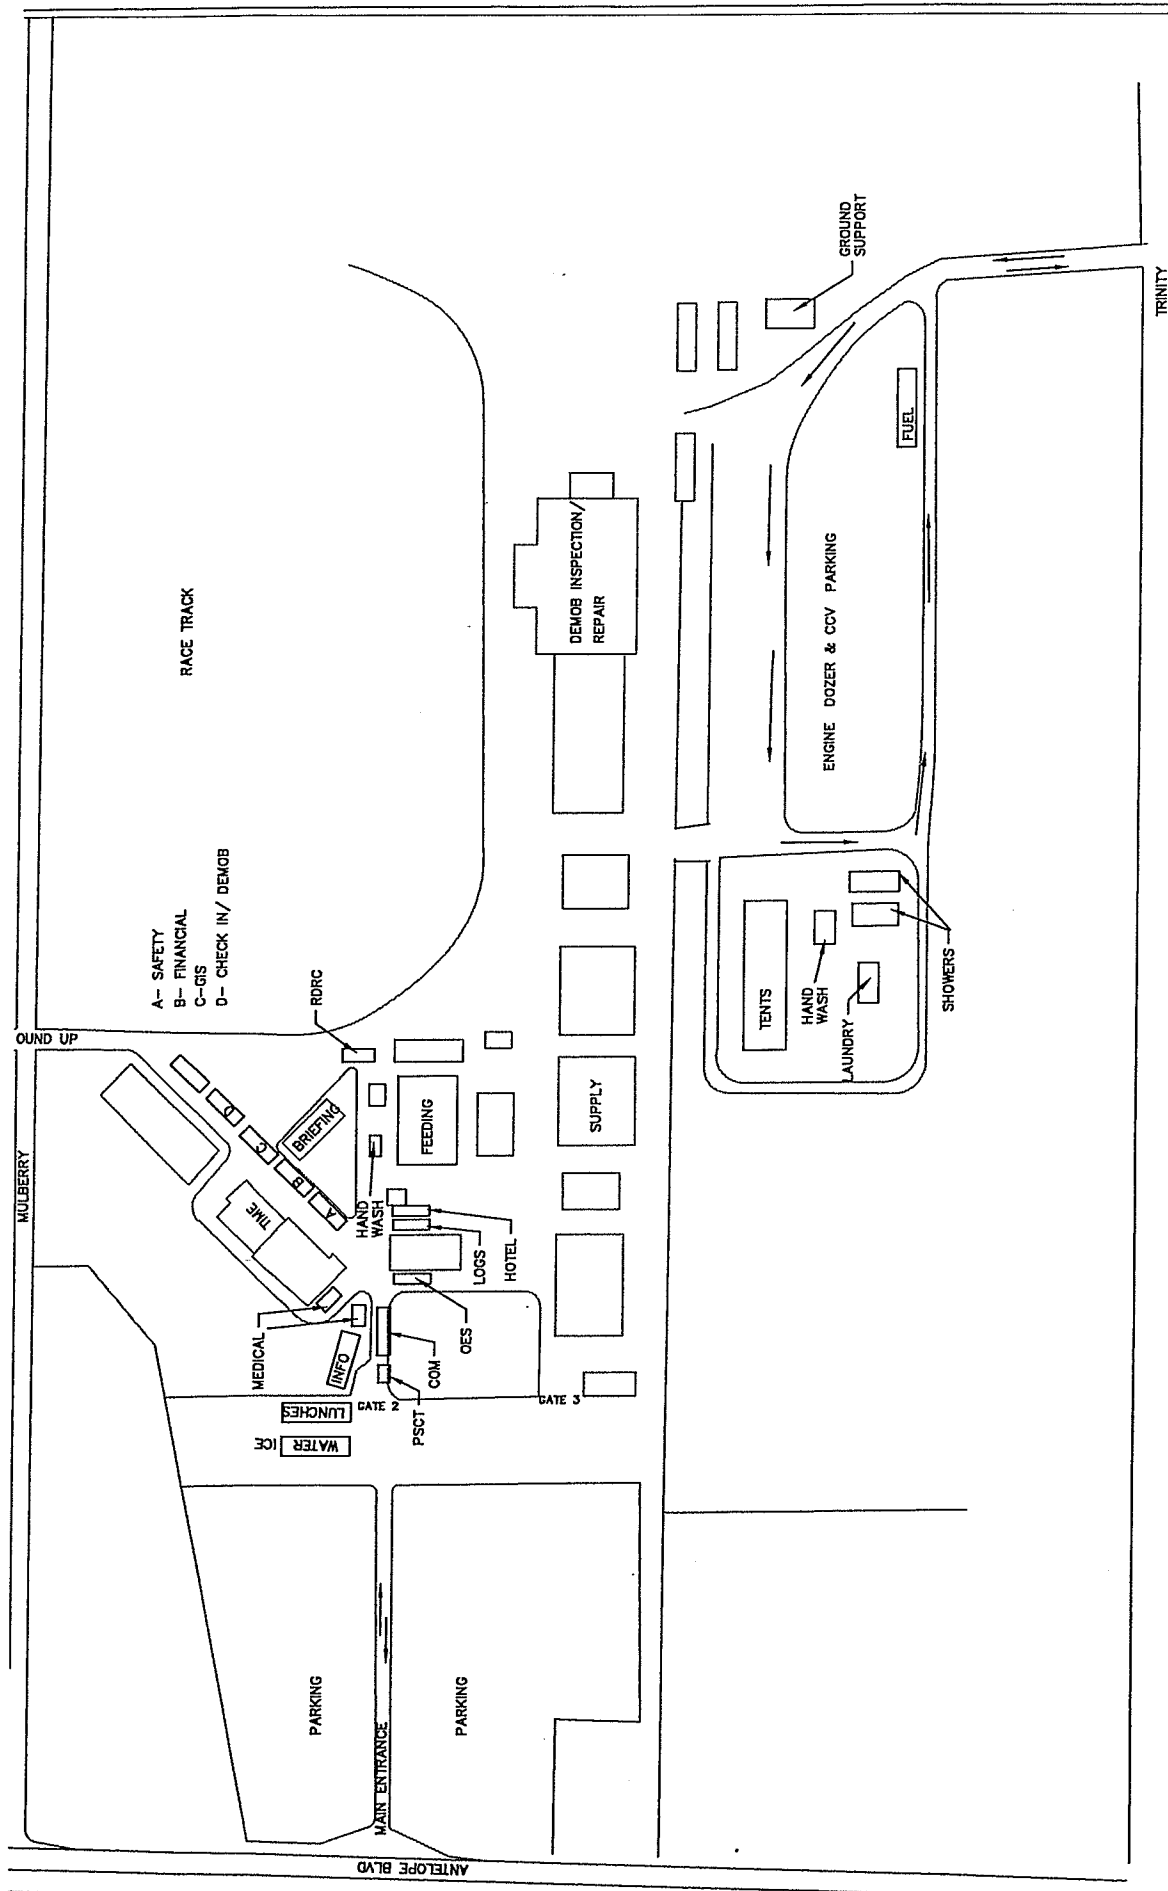 MULBERRY
OUND UP
RACE TRACK
A- SAFETY
B- FINANCIAL
C-GIS
D- CHECK IN/ DEMOB
RDRC
BRIEFING
D
C
B
A
TIME
HAND
WASH
FEEDING
MEDICAL
INFO
LUNCHES
WATER
ICE
GATE 2
GATE 3
PSCT
COM
OES
LOGS
HOTEL
SUPPLY
DEMOB INSPECTION/
REPAIR
GROUND
SUPPORT
FUEL
ENGINE DOZER & CCV PARKING
TENTS
HAND
WASH
LAUNDRY
SHOWERS
TRINITY
PARKING
PARKING
MAIN ENTRANCE
ANTELOPE BLVD